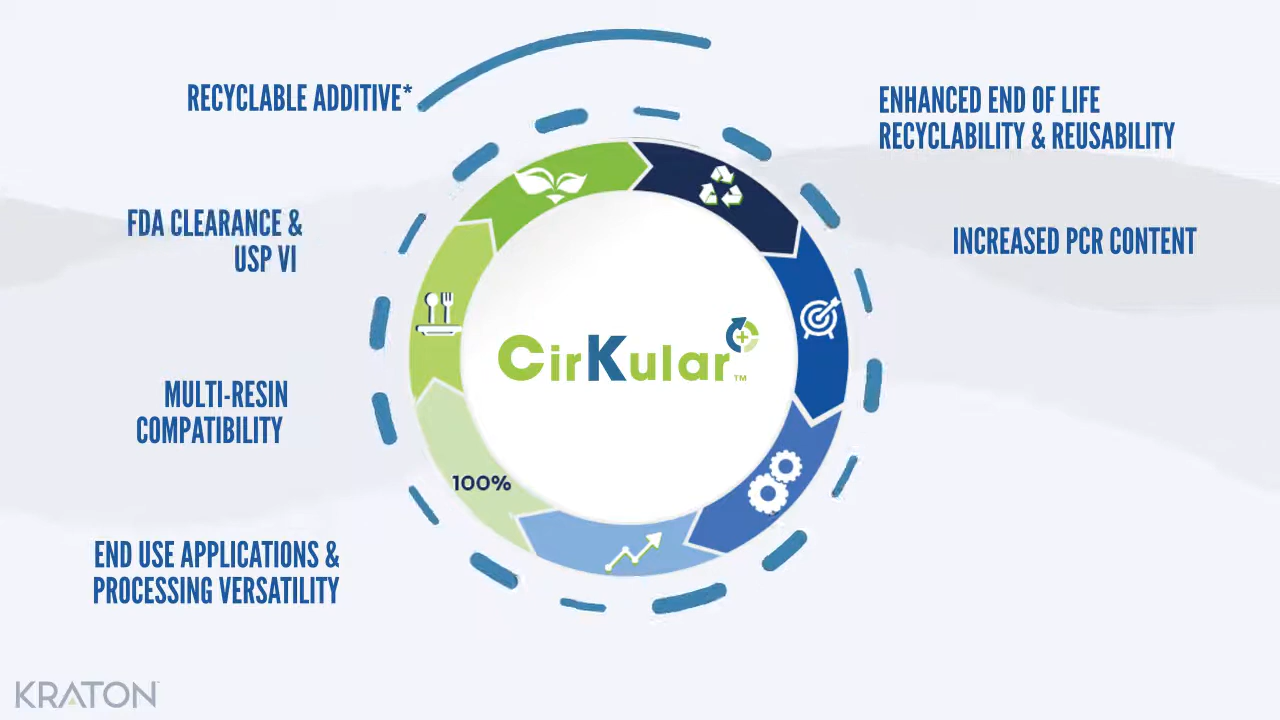 RECYCLABLE ADDITIVE*
ENHANCED END OF LIFE
RECYCLABILITY & REUSABILITY
FDA CLEARANCE &
USP VI
INCREASED PCR CONTENT
CirKular+™
MULTI-RESIN
COMPATIBILITY
100%
END USE APPLICATIONS &
PROCESSING VERSATILITY
KRATON™